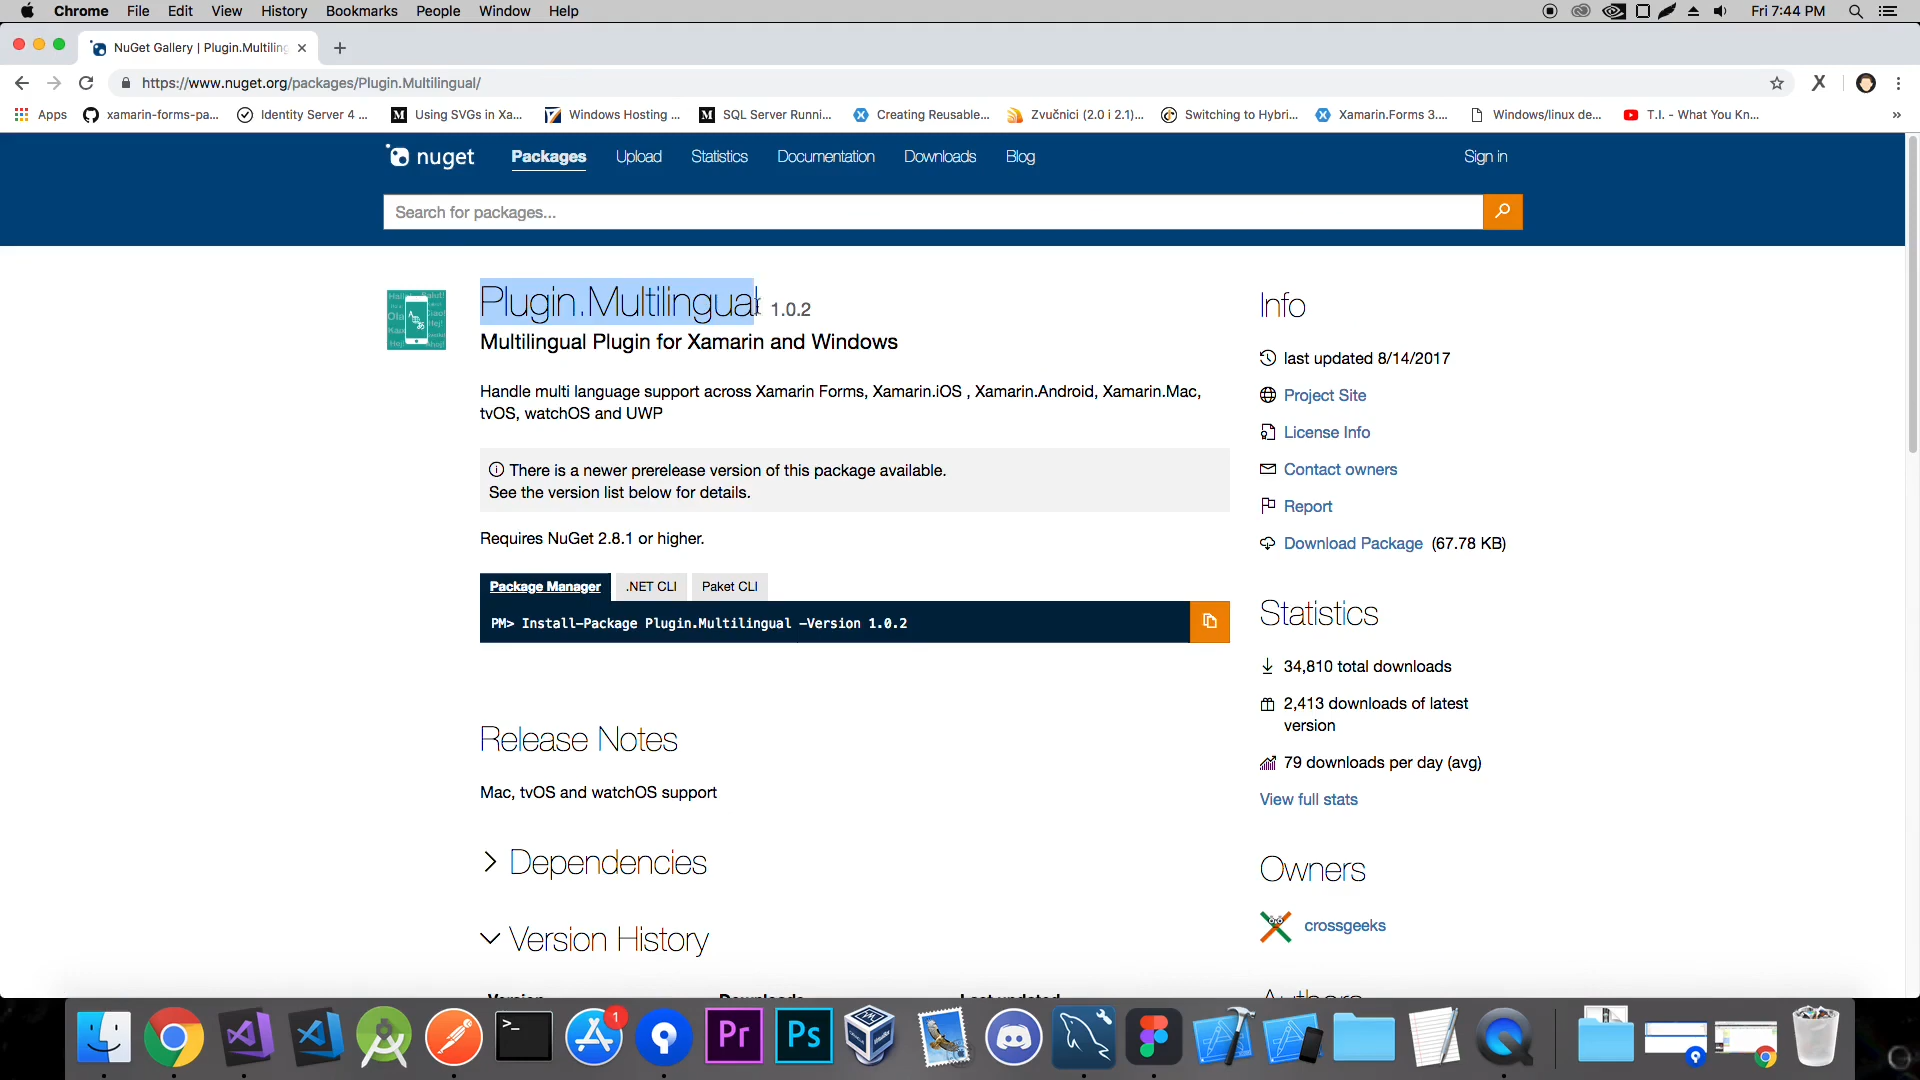 Chrome File Edit View History Bookmarks People Window Help Fri 7:44 PM
NuGet Gallery | Plugin.Multiling
https://www.nuget.org/packages/Plugin.Multilingual/
Apps xamarin-forms-pa... Identity Server 4 ... Using SVGs in Xa... Windows Hosting ... SQL Server Runni... Creating Reusable... Zvučnici (2.0 i 2.1)... Switching to Hybri... Xamarin.Forms 3.... Windows/linux de... T.I. - What You Kn... »
nuget Packages Upload Statistics Documentation Downloads Blog Sign in
Search for packages...
Plugin.Multilingual 1.0.2
Multilingual Plugin for Xamarin and Windows
Handle multi language support across Xamarin Forms, Xamarin.iOS , Xamarin.Android, Xamarin.Mac,
tvOS, watchOS and UWP
There is a newer prerelease version of this package available.
See the version list below for details.
Requires NuGet 2.8.1 or higher.
Package Manager .NET CLI Paket CLI
PM> Install-Package Plugin.Multilingual -Version 1.0.2
Release Notes
Mac, tvOS and watchOS support
Dependencies
Version History
Version Downloads Last updated
Info
last updated 8/14/2017
Project Site
License Info
Contact owners
Report
Download Package (67.78 KB)
Statistics
34,810 total downloads
2,413 downloads of latest
version
79 downloads per day (avg)
View full stats
Owners
crossgeeks
Authors
1
Pr
Ps